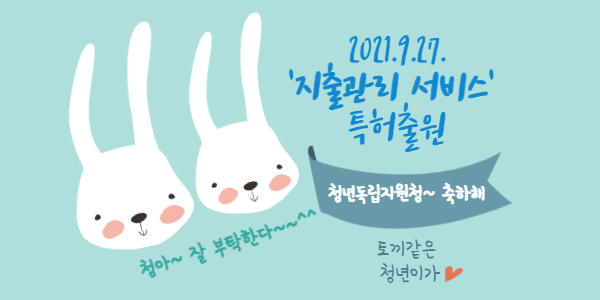 2021.9.27.
'지출관리 서비스'
특허출원
청년독립지원청~ 축하해
청아~ 잘 부탁한다~~^^
토끼같은
청년이가